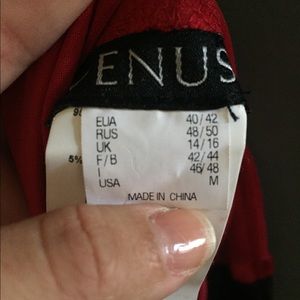 ENUS
EUA 40/42
RUS 48/50
UK 14/16
F/B 42/44
I 46/48
USA M
MADE IN CHINA